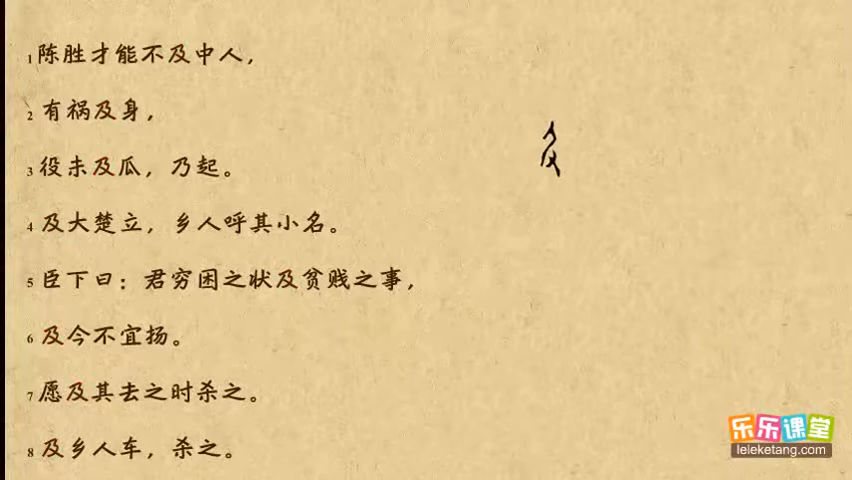 1 陈胜才能不及中人，
2 有祸及身，
3 役未及瓜，乃起。
4 及大楚立，乡人呼其小名。
5 臣下曰：君穷困之状及贫贱之事，
6 及今不宜扬。
7 愿及其去之时杀之。
8 及乡人车，杀之。
乐乐课堂
leleketang.com